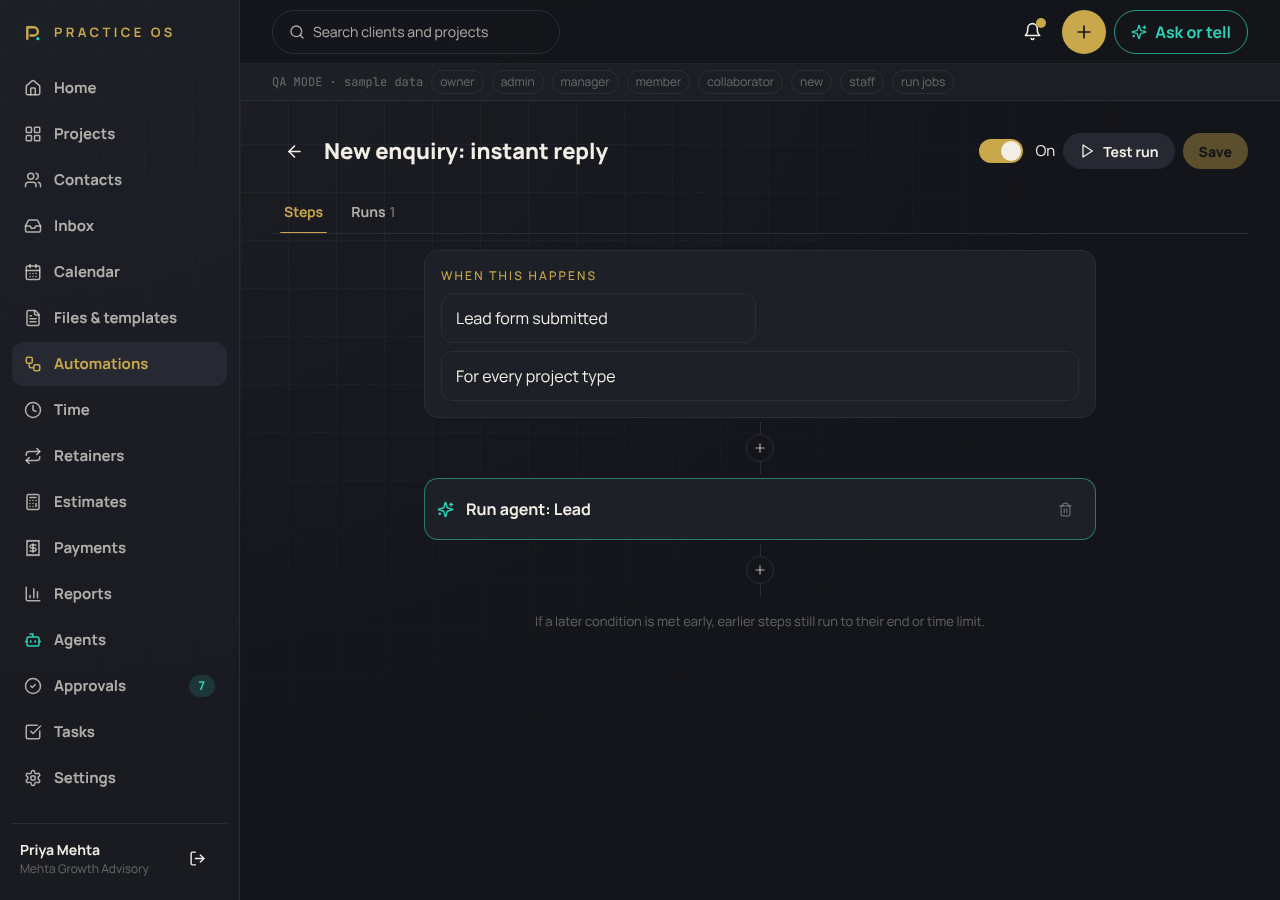 PRACTICE OS
Search clients and projects
Ask or tell
QA MODE · sample data owner admin manager member collaborator new staff run jobs
Home
Projects
Contacts
Inbox
Calendar
Files & templates
Automations
Time
Retainers
Estimates
Payments
Reports
Agents
Approvals 7
Tasks
Settings
Priya Mehta
Mehta Growth Advisory
New enquiry: instant reply
On
Test run
Save
Steps
Runs 1
WHEN THIS HAPPENS
Lead form submitted
For every project type
Run agent: Lead
If a later condition is met early, earlier steps still run to their end or time limit.